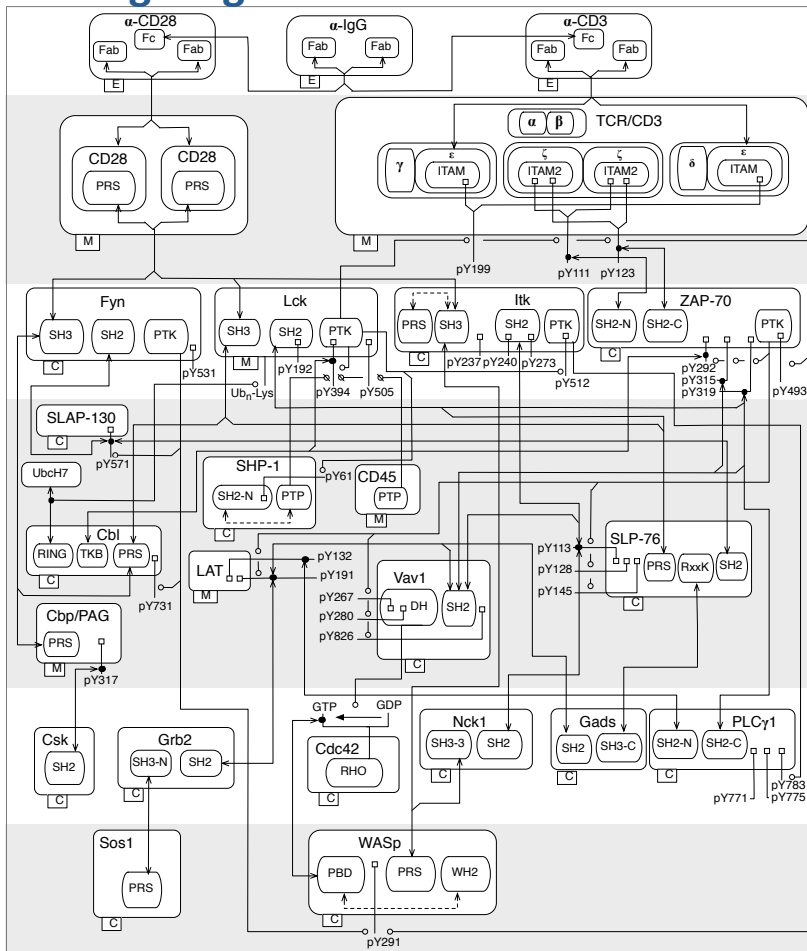 α-CD28
Fc
Fab
Fab
E
α-IgG
Fab
Fab
E
α-CD3
Fc
Fab
Fab
E
CD28
PRS
CD28
PRS
M
TCR/CD3
α
β
γ
ε
ITAM
ζ
ITAM2
ζ
ITAM2
δ
ε
ITAM
M
pY199
pY111
pY123
Fyn
SH3
SH2
PTK
C
pY531
Lck
SH3
SH2
PTK
M
pY192
Ubn-Lys
pY394
pY505
Itk
PRS
SH3
SH2
PTK
C
pY237
pY240
pY273
pY512
ZAP-70
SH2-N
SH2-C
PTK
C
pY292
pY315
pY319
pY493
SLAP-130
C
pY571
UbcH7
Cbl
RING
TKB
PRS
C
pY731
SHP-1
SH2-N
PTP
C
pY61
CD45
PTP
M
LAT
M
pY132
pY191
Vav1
DH
SH2
C
pY267
pY280
pY826
SLP-76
PRS
RxxK
SH2
C
pY113
pY128
pY145
Cbp/PAG
PRS
M
pY317
Csk
SH2
C
Grb2
SH3-N
SH2
C
GTP
GDP
Cdc42
RHO
C
Nck1
SH3-3
SH2
C
Gads
SH2
SH3-C
C
PLCγ1
SH2-N
SH2-C
C
pY783
pY771
pY775
Sos1
PRS
C
WASp
PBD
PRS
WH2
C
pY291